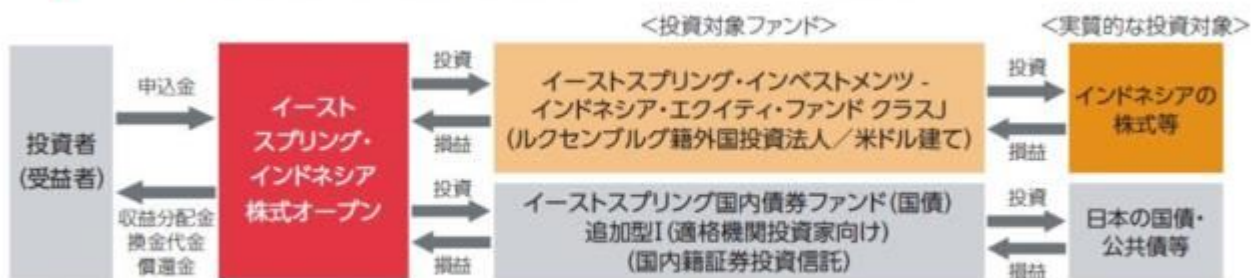 <投資対象ファンド>
<実質的な投資対象>
投資者
(受益者)
申込金
収益分配金
換金代金
償還金
イースト
スプリング・
インドネシア
株式オープン
投資
損益
投資
損益
イーストスプリング・インベストメンツ -
インドネシア・エクイティ・ファンド クラスJ
(ルクセンブルグ籍外国投資法人／米ドル建て)
イーストスプリング国内債券ファンド(国債)
追加型I(適格機関投資家向け)
(国内籍証券投資信託)
投資
損益
投資
損益
インドネシアの
株式等
日本の国債・
公共債等